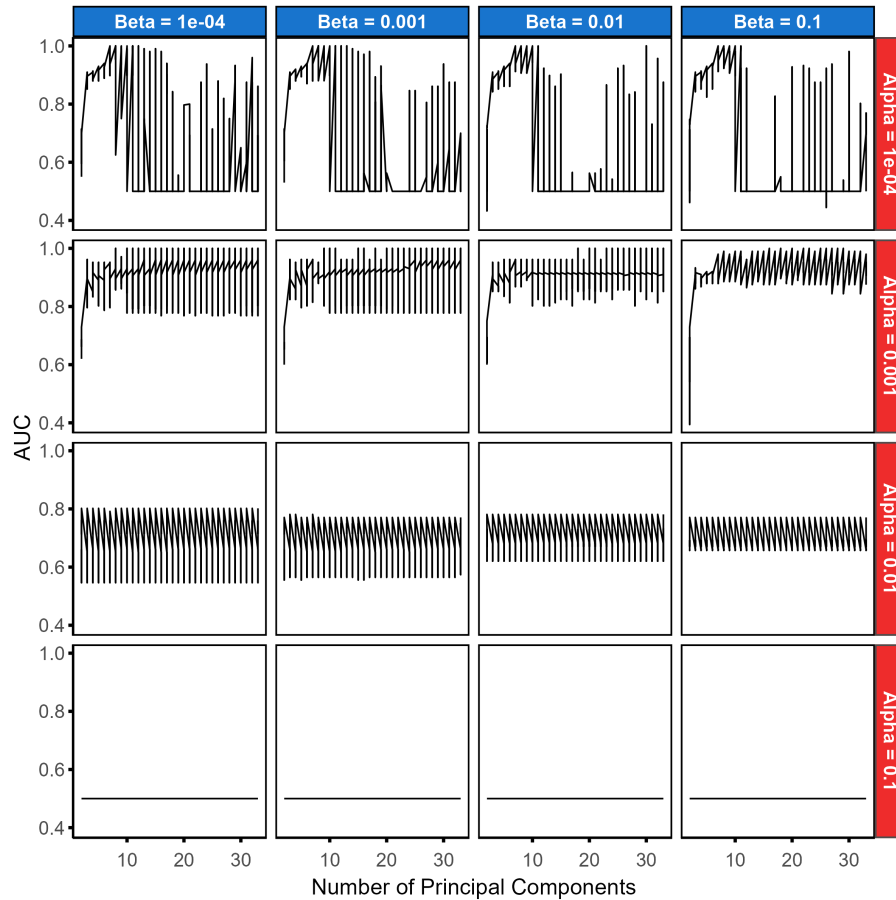 Beta = 1e-04 Beta = 0.001 Beta = 0.01 Beta = 0.1
1.0
0.8
0.6
0.4
Alpha = 1e-04
1.0
0.8
0.6
0.4
Alpha = 0.001
AUC
1.0
0.8
0.6
0.4
Alpha = 0.01
1.0
0.8
0.6
0.4
Alpha = 0.1
10 20 30 10 20 30 10 20 30 10 20 30
Number of Principal Components